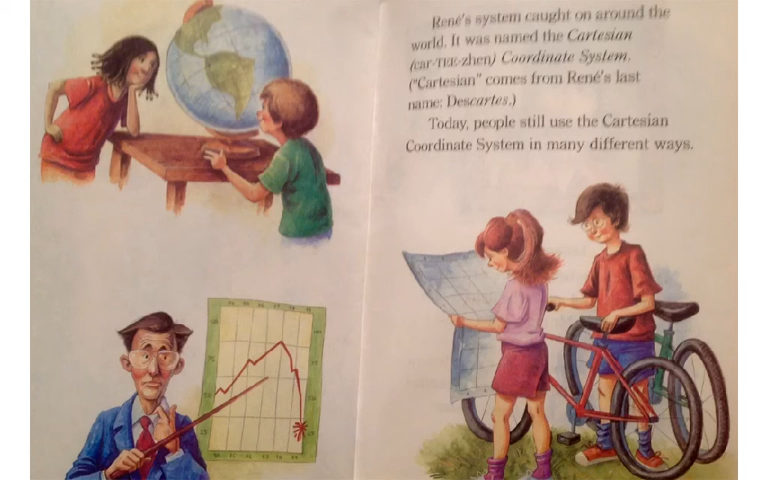 René's system caught on around the
world. It was named the Cartesian
(car-TEE-zhen) Coordinate System.
("Cartesian" comes from René's last
name: Descartes.)
Today, people still use the Cartesian
Coordinate System in many different ways.